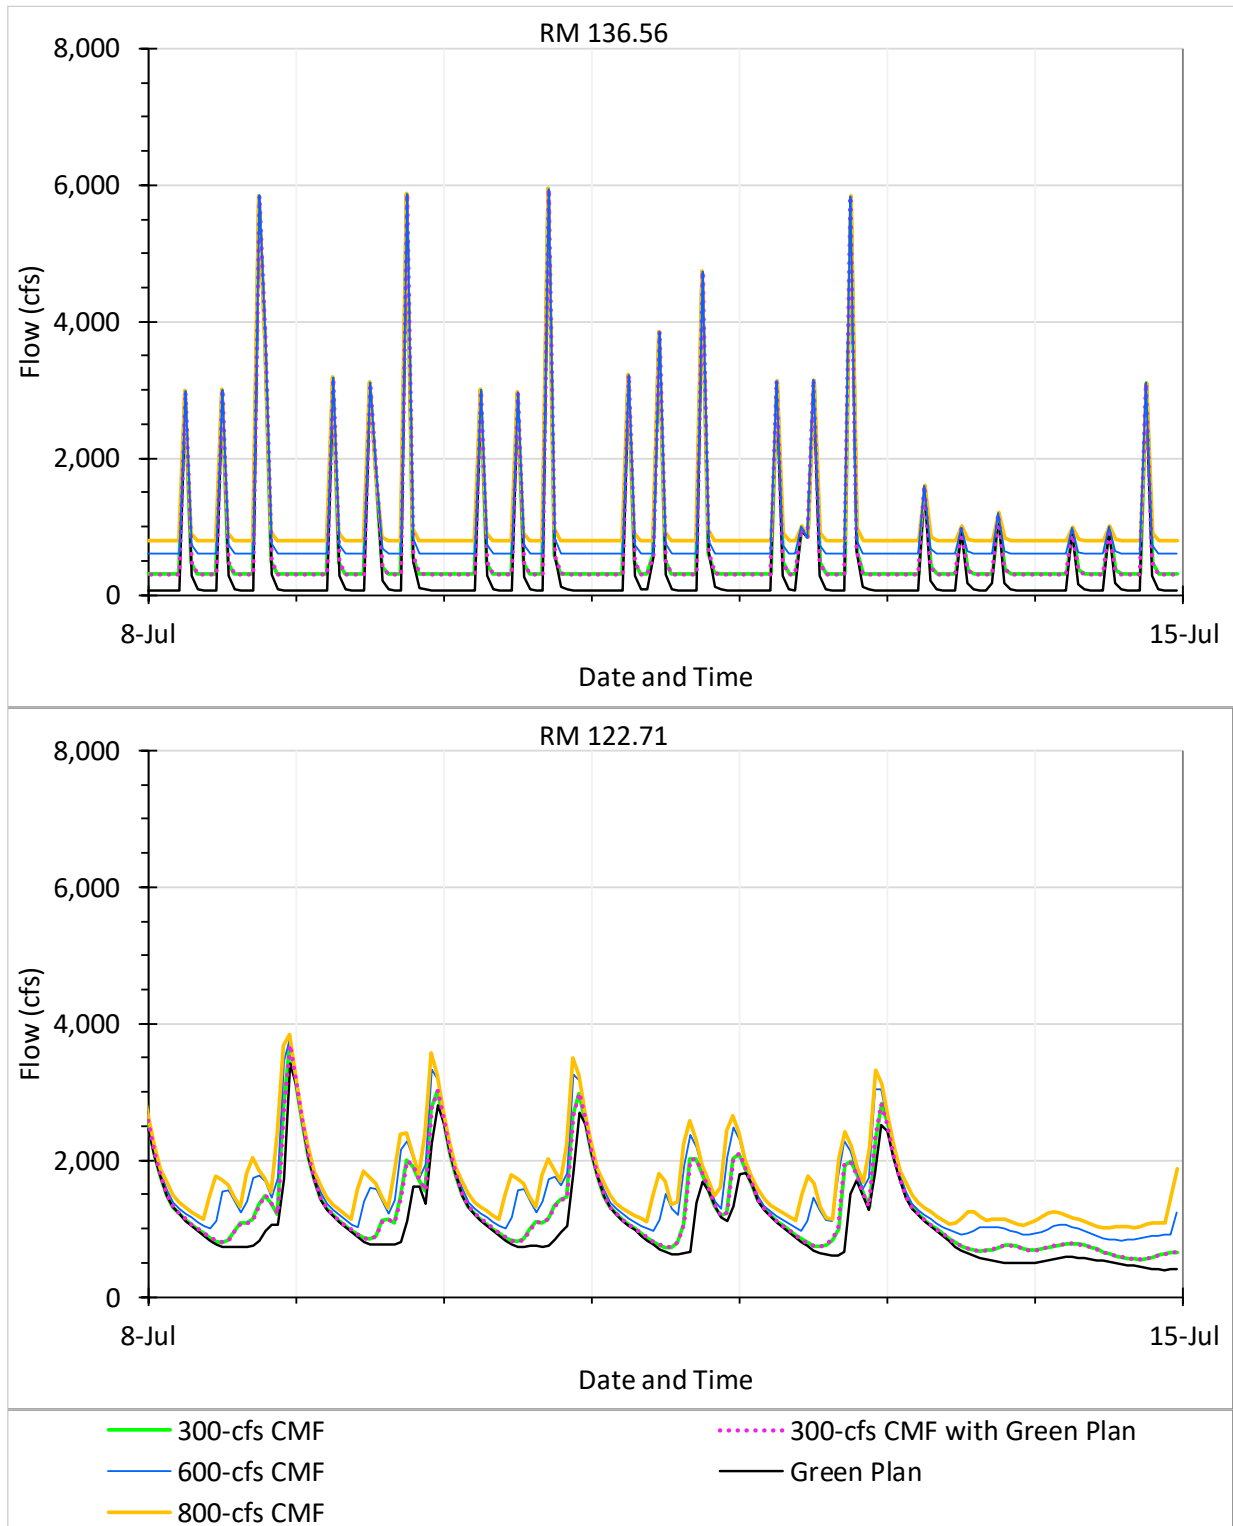 RM 136.56
8,000
6,000
4,000
2,000
0
Flow (cfs)
8-Jul
15-Jul
Date and Time
RM 122.71
8,000
6,000
4,000
2,000
0
Flow (cfs)
8-Jul
15-Jul
Date and Time
300-cfs CMF
300-cfs CMF with Green Plan
600-cfs CMF
Green Plan
800-cfs CMF